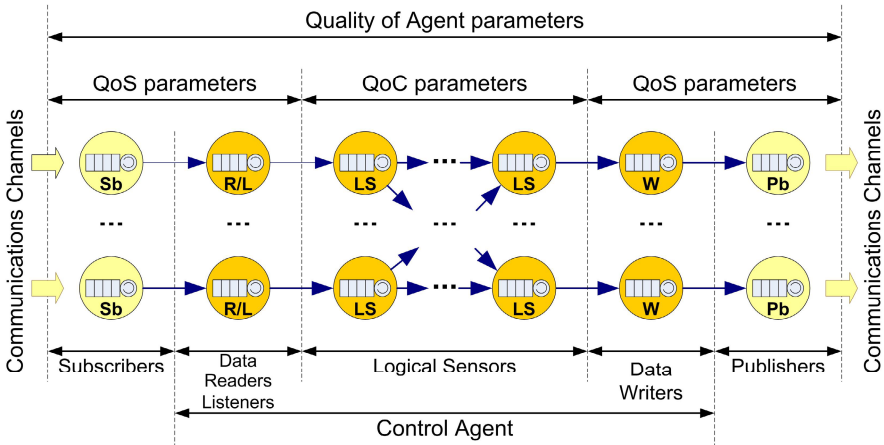 Quality of Agent parameters
QoS parameters
QoC parameters
QoS parameters
Communications Channels
Sb
R/L
LS
...
LS
W
Pb
Communications Channels
...
...
...
...
...
...
...
Sb
R/L
LS
...
LS
W
Pb
Subscribers
Data
Readers
Listeners
Logical Sensors
Data
Writers
Publishers
Control Agent